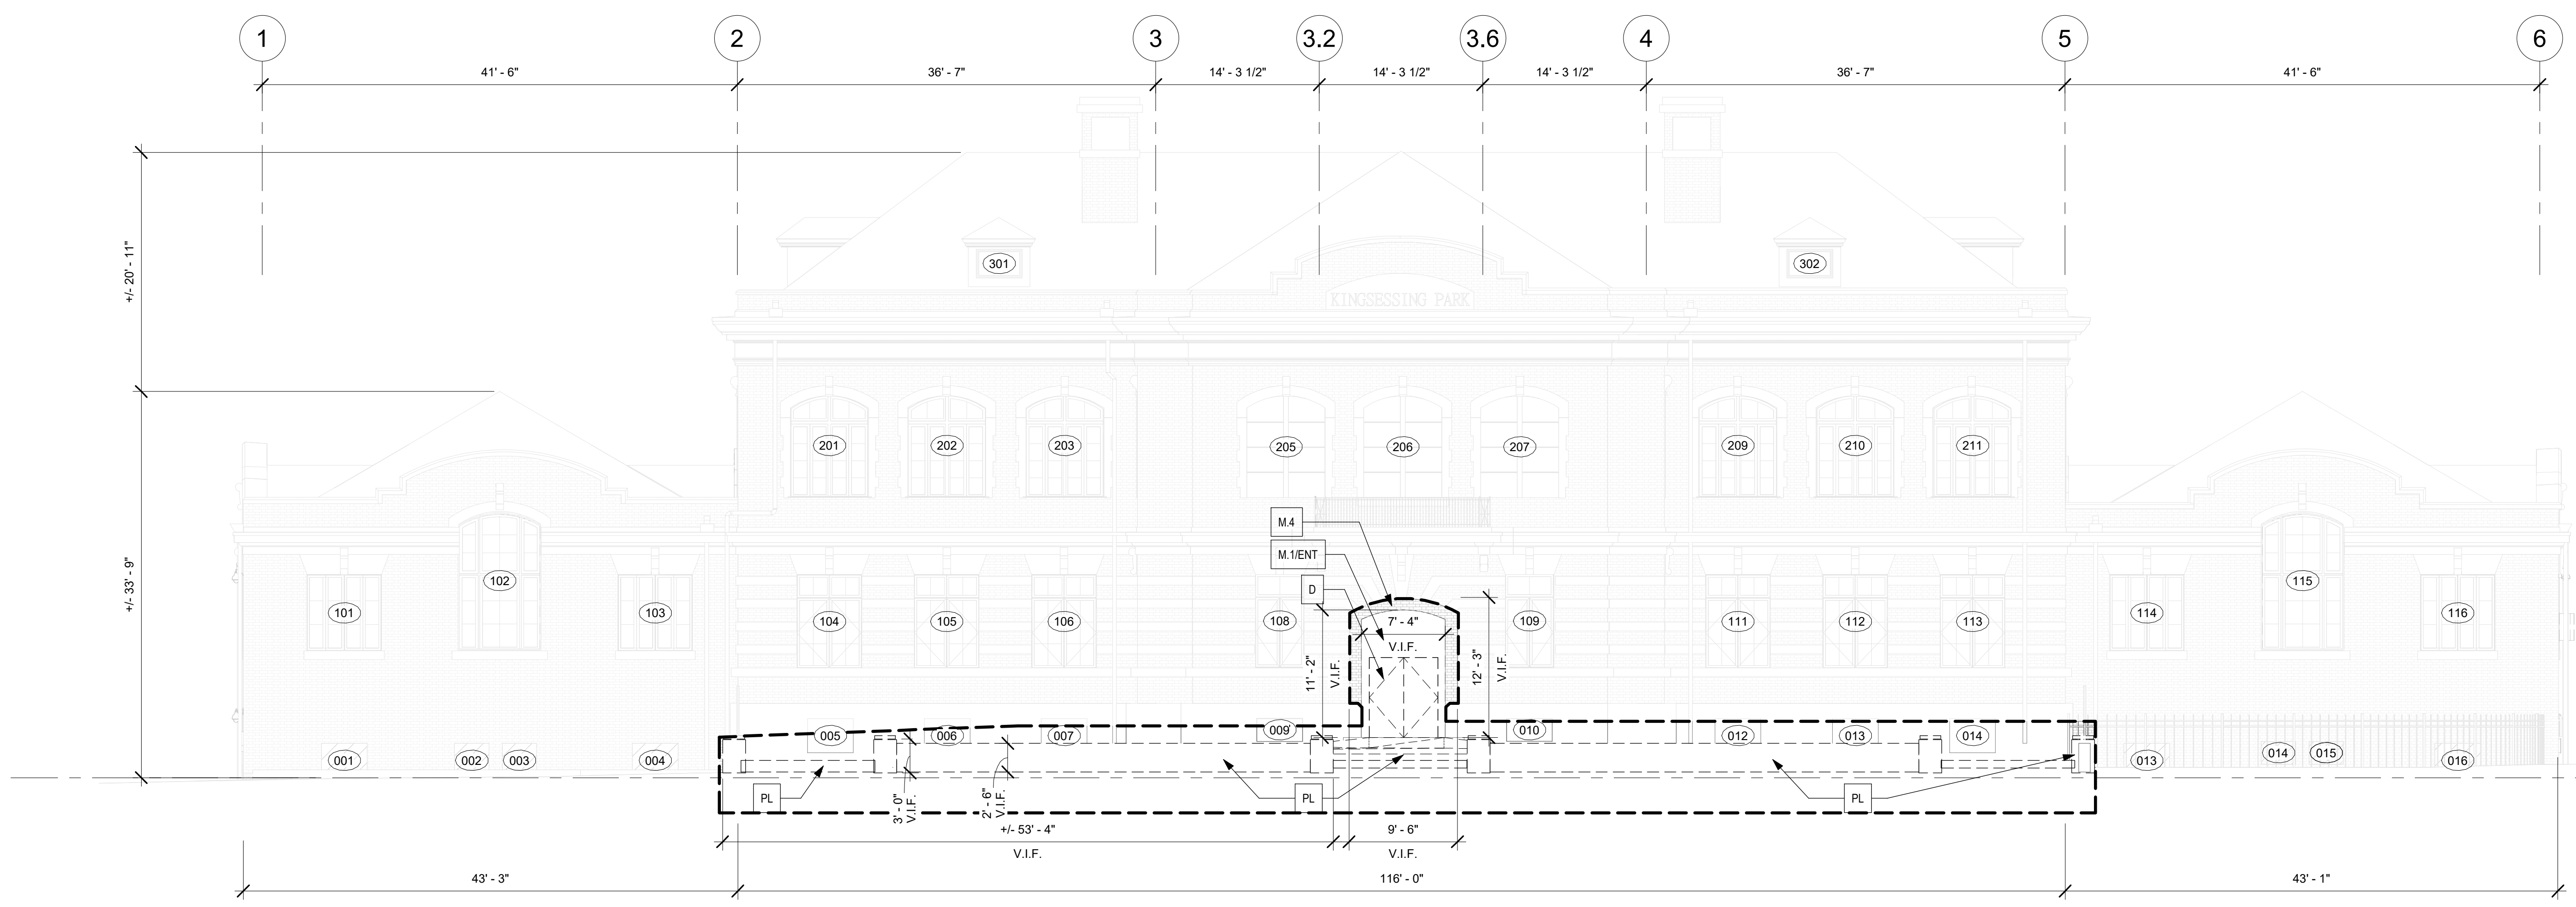 1 2 3 3.2 3.6 4 5 6
41' - 6" 36' - 7" 14' - 3 1/2" 14' - 3 1/2" 14' - 3 1/2" 36' - 7" 41' - 6"
+/- 20' - 11"
301 302
KINGSESSING PARK
201 202 203 205 206 207 209 210 211
M.4
M.1/ENT
D
102 115
+/- 33' - 9"
101 103 104 105 106 108 109 111 112 113 114 116
7' - 4"
V.I.F.
11' - 2"
V.I.F.
12' - 3"
V.I.F.
005 006 007 009 010 012 013 014
001 002 003 004 013 014 015 016
PL PL PL
3' - 0"
V.I.F.
2' - 6"
V.I.F.
+/- 53' - 4" 9' - 6"
V.I.F. V.I.F.
43' - 3" 116' - 0" 43' - 1"